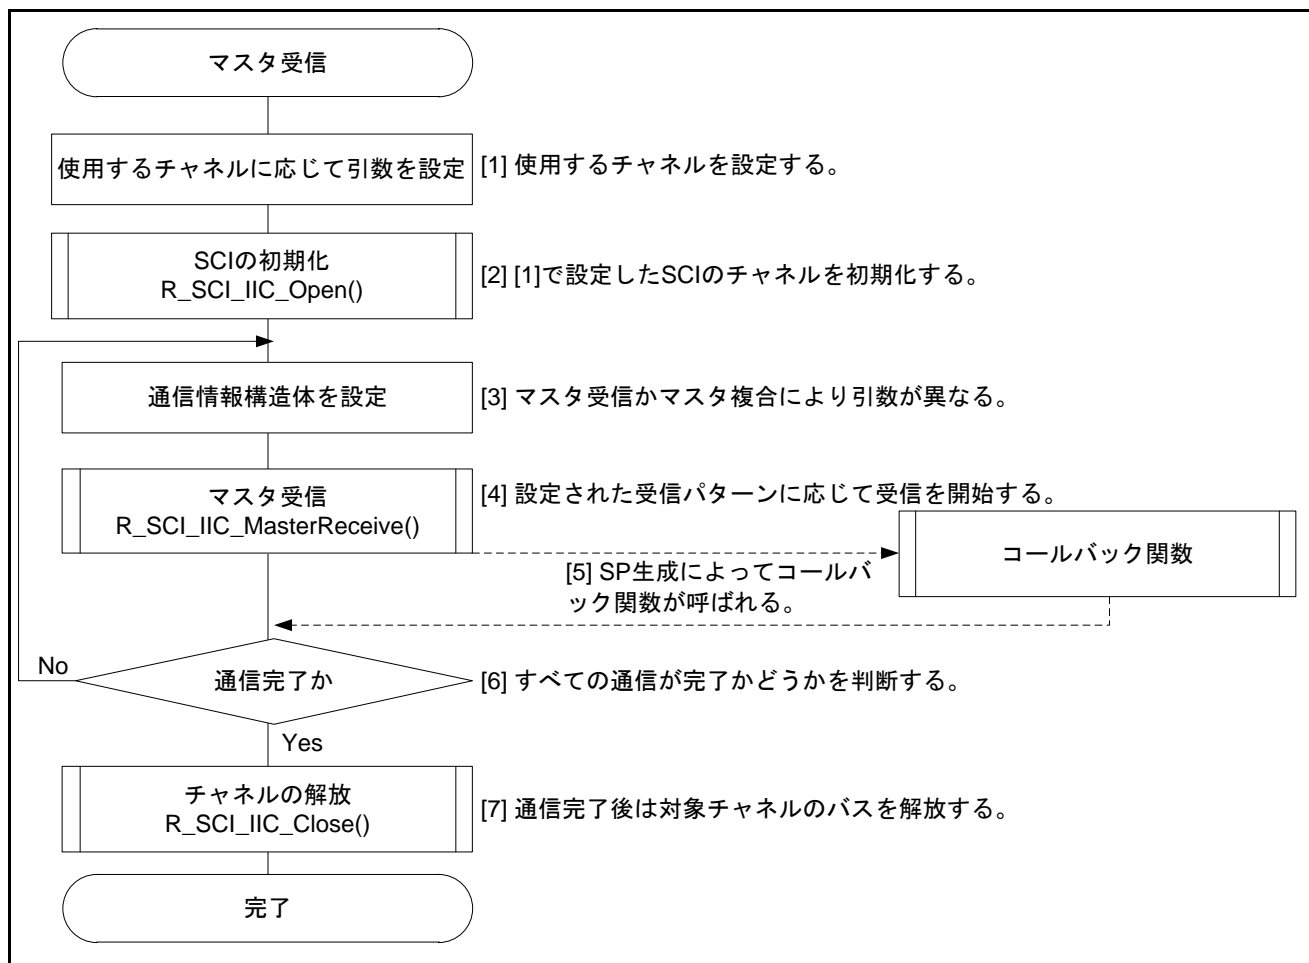 マスタ受信
使用するチャネルに応じて引数を設定
[1] 使用するチャネルを設定する。
SCIの初期化
R_SCI_IIC_Open()
[2] [1]で設定したSCIのチャネルを初期化する。
通信情報構造体を設定
[3] マスタ受信かマスタ複合により引数が異なる。
マスタ受信
R_SCI_IIC_MasterReceive()
[4] 設定された受信パターンに応じて受信を開始する。
コールバック関数
[5] SP生成によってコールバ
ック関数が呼ばれる。
No
通信完了か
[6] すべての通信が完了かどうかを判断する。
Yes
チャネルの解放
R_SCI_IIC_Close()
[7] 通信完了後は対象チャネルのバスを解放する。
完了